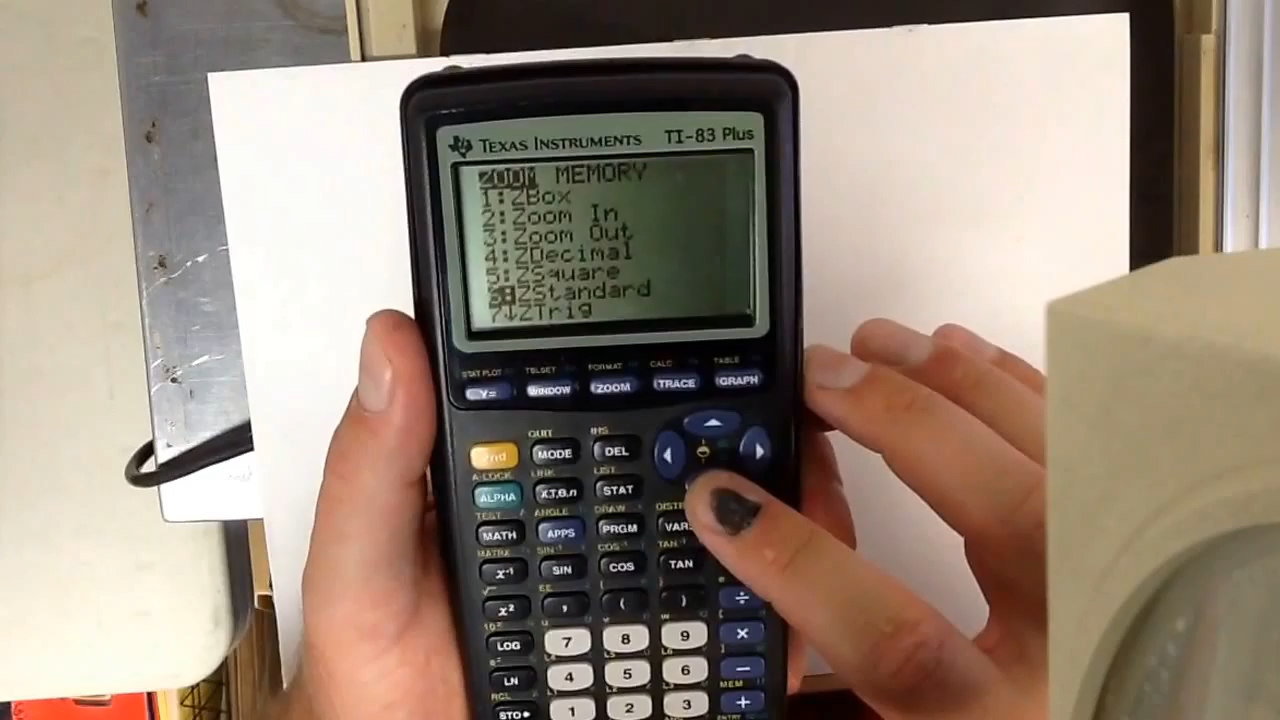 TEXAS INSTRUMENTS TI-83 Plus
ZOOM MEMORY
1:ZBox
2:Zoom In
3:Zoom Out
4:ZDecimal
5:ZSquare
6:ZStandard
7↓ZTrig
STAT PLOT TBLSET FORMAT CALC TABLE
Y= WINDOW ZOOM TRACE GRAPH
QUIT INS
2nd MODE DEL
A-LOCK LINK LIST
ALPHA X,T,Θ,n STAT
TEST A ANGLE B DRAW C DISTR
MATH APPS PRGM VARS
MATRX SIN⁻¹ COS⁻¹ TAN⁻¹
x⁻¹ SIN COS TAN
√ EE
x² , ( ) ÷
LOG 7 8 9 ×
LN 4 5 6 −
RCL MEM
STO► 1 2 3 +
ENTRY